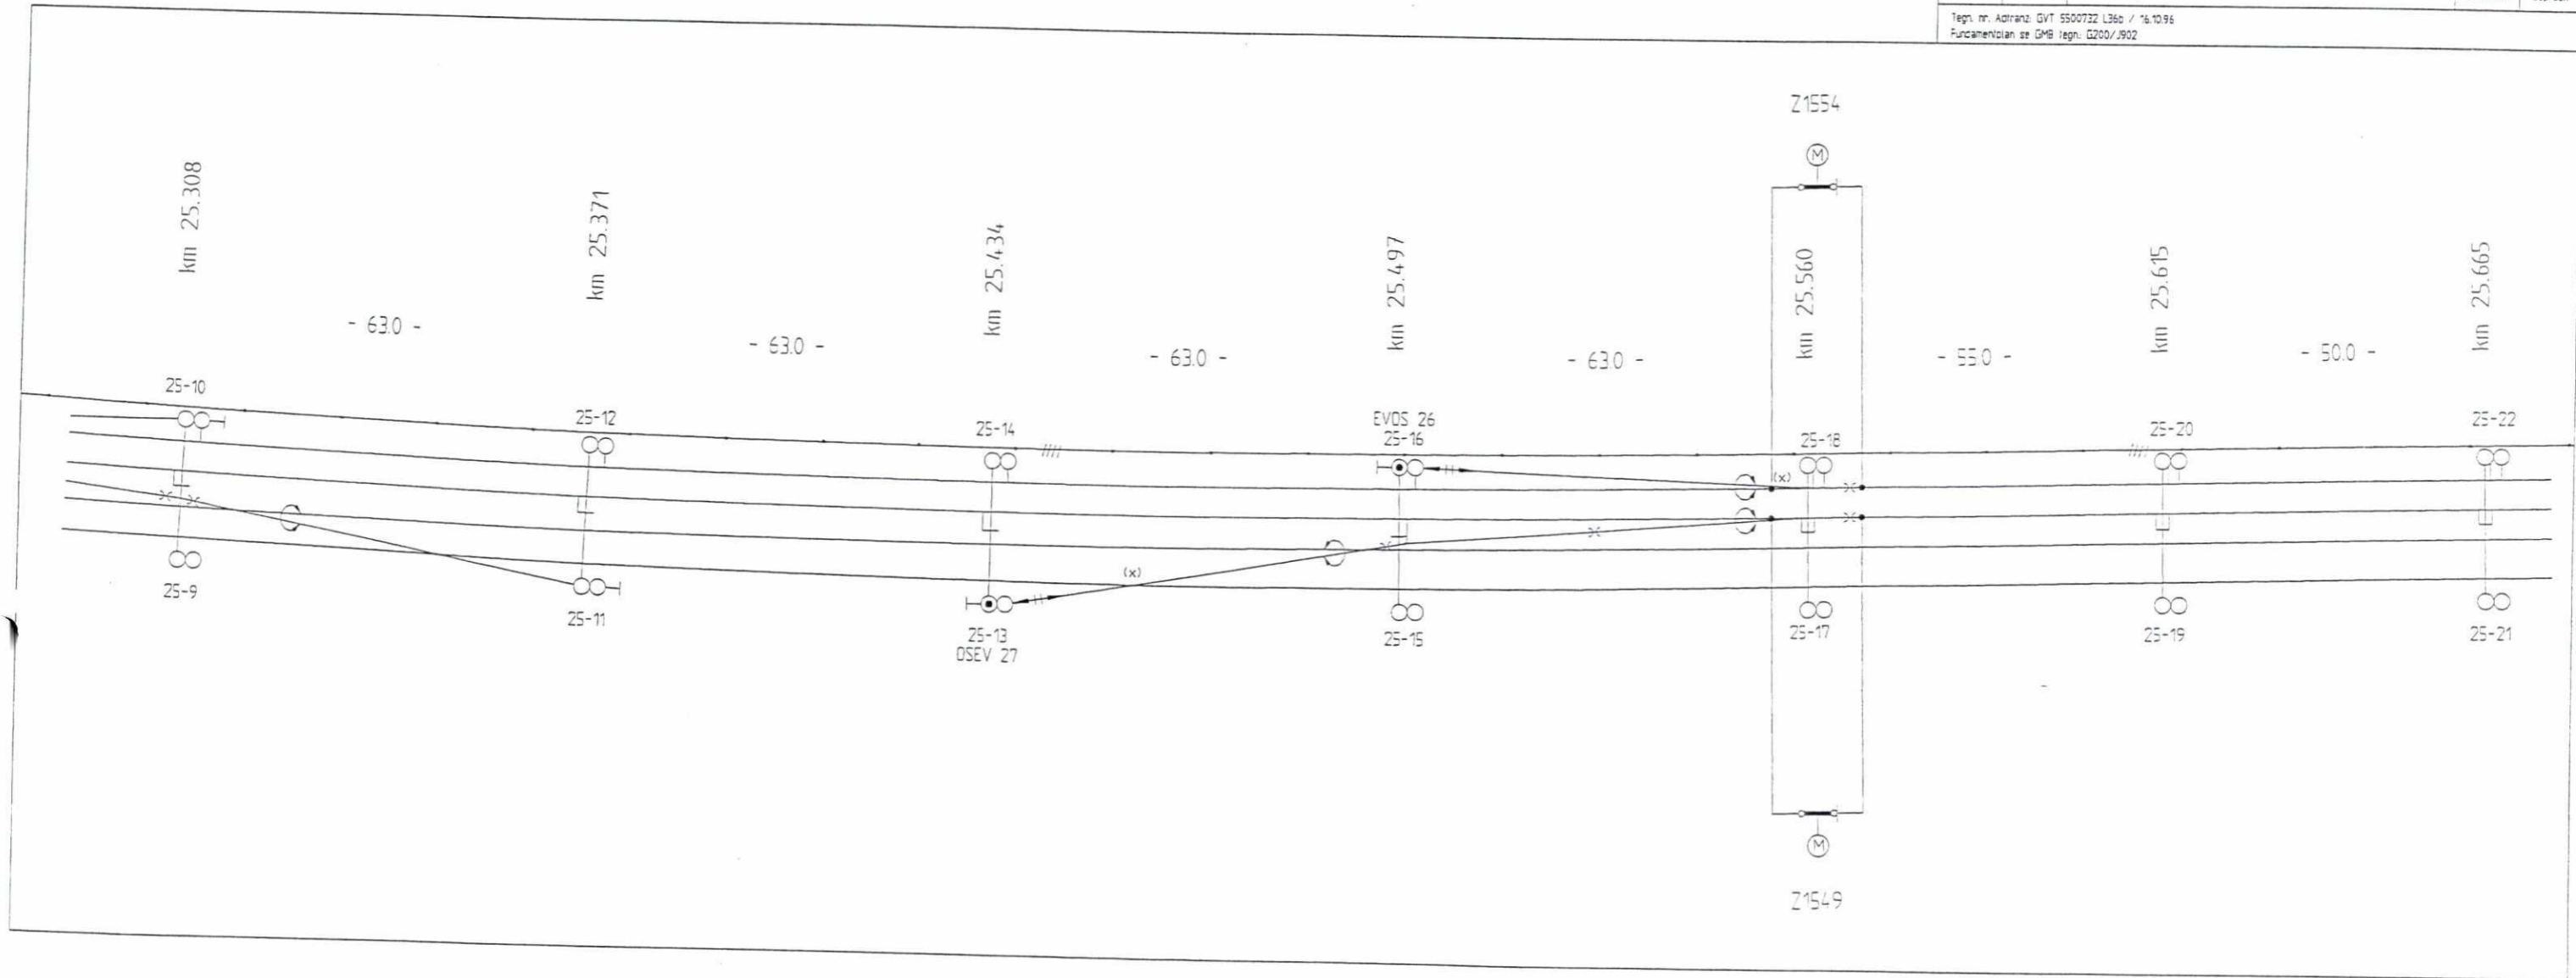 Tegn. nr. Adtranz: GVT 5500732 L36b / 16.10.96
Fundamentplan se GMB tegn.: G200/J902
Z1554
M
km 25.308
km 25.371
km 25.434
km 25.497
km 25.560
km 25.615
km 25.665
- 63.0 -
- 63.0 -
- 63.0 -
- 63.0 -
- 55.0 -
- 50.0 -
25-10
25-12
25-14
EVOS 26
25-16
25-18
25-20
25-22
(x)
(x)
25-9
25-11
25-13
OSEV 27
25-15
25-17
25-19
25-21
M
Z1549